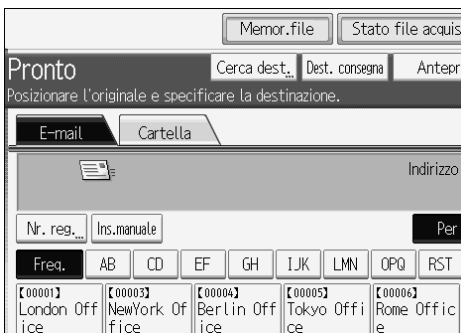 Memor.file Stato file acquis
Pronto Cerca dest. Dest. consegna Antepr
Posizionare l'originale e specificare la destinazione.
E-mail Cartella
Indirizzo
Nr. reg. Ins.manuale Per
Freq. AB CD EF GH IJK LMN OPQ RST
【00001】 【00003】 【00004】 【00005】 【00006】
London Off NewYork Of Berlin Off Tokyo Offi Rome Offic
ice fice ice ce e